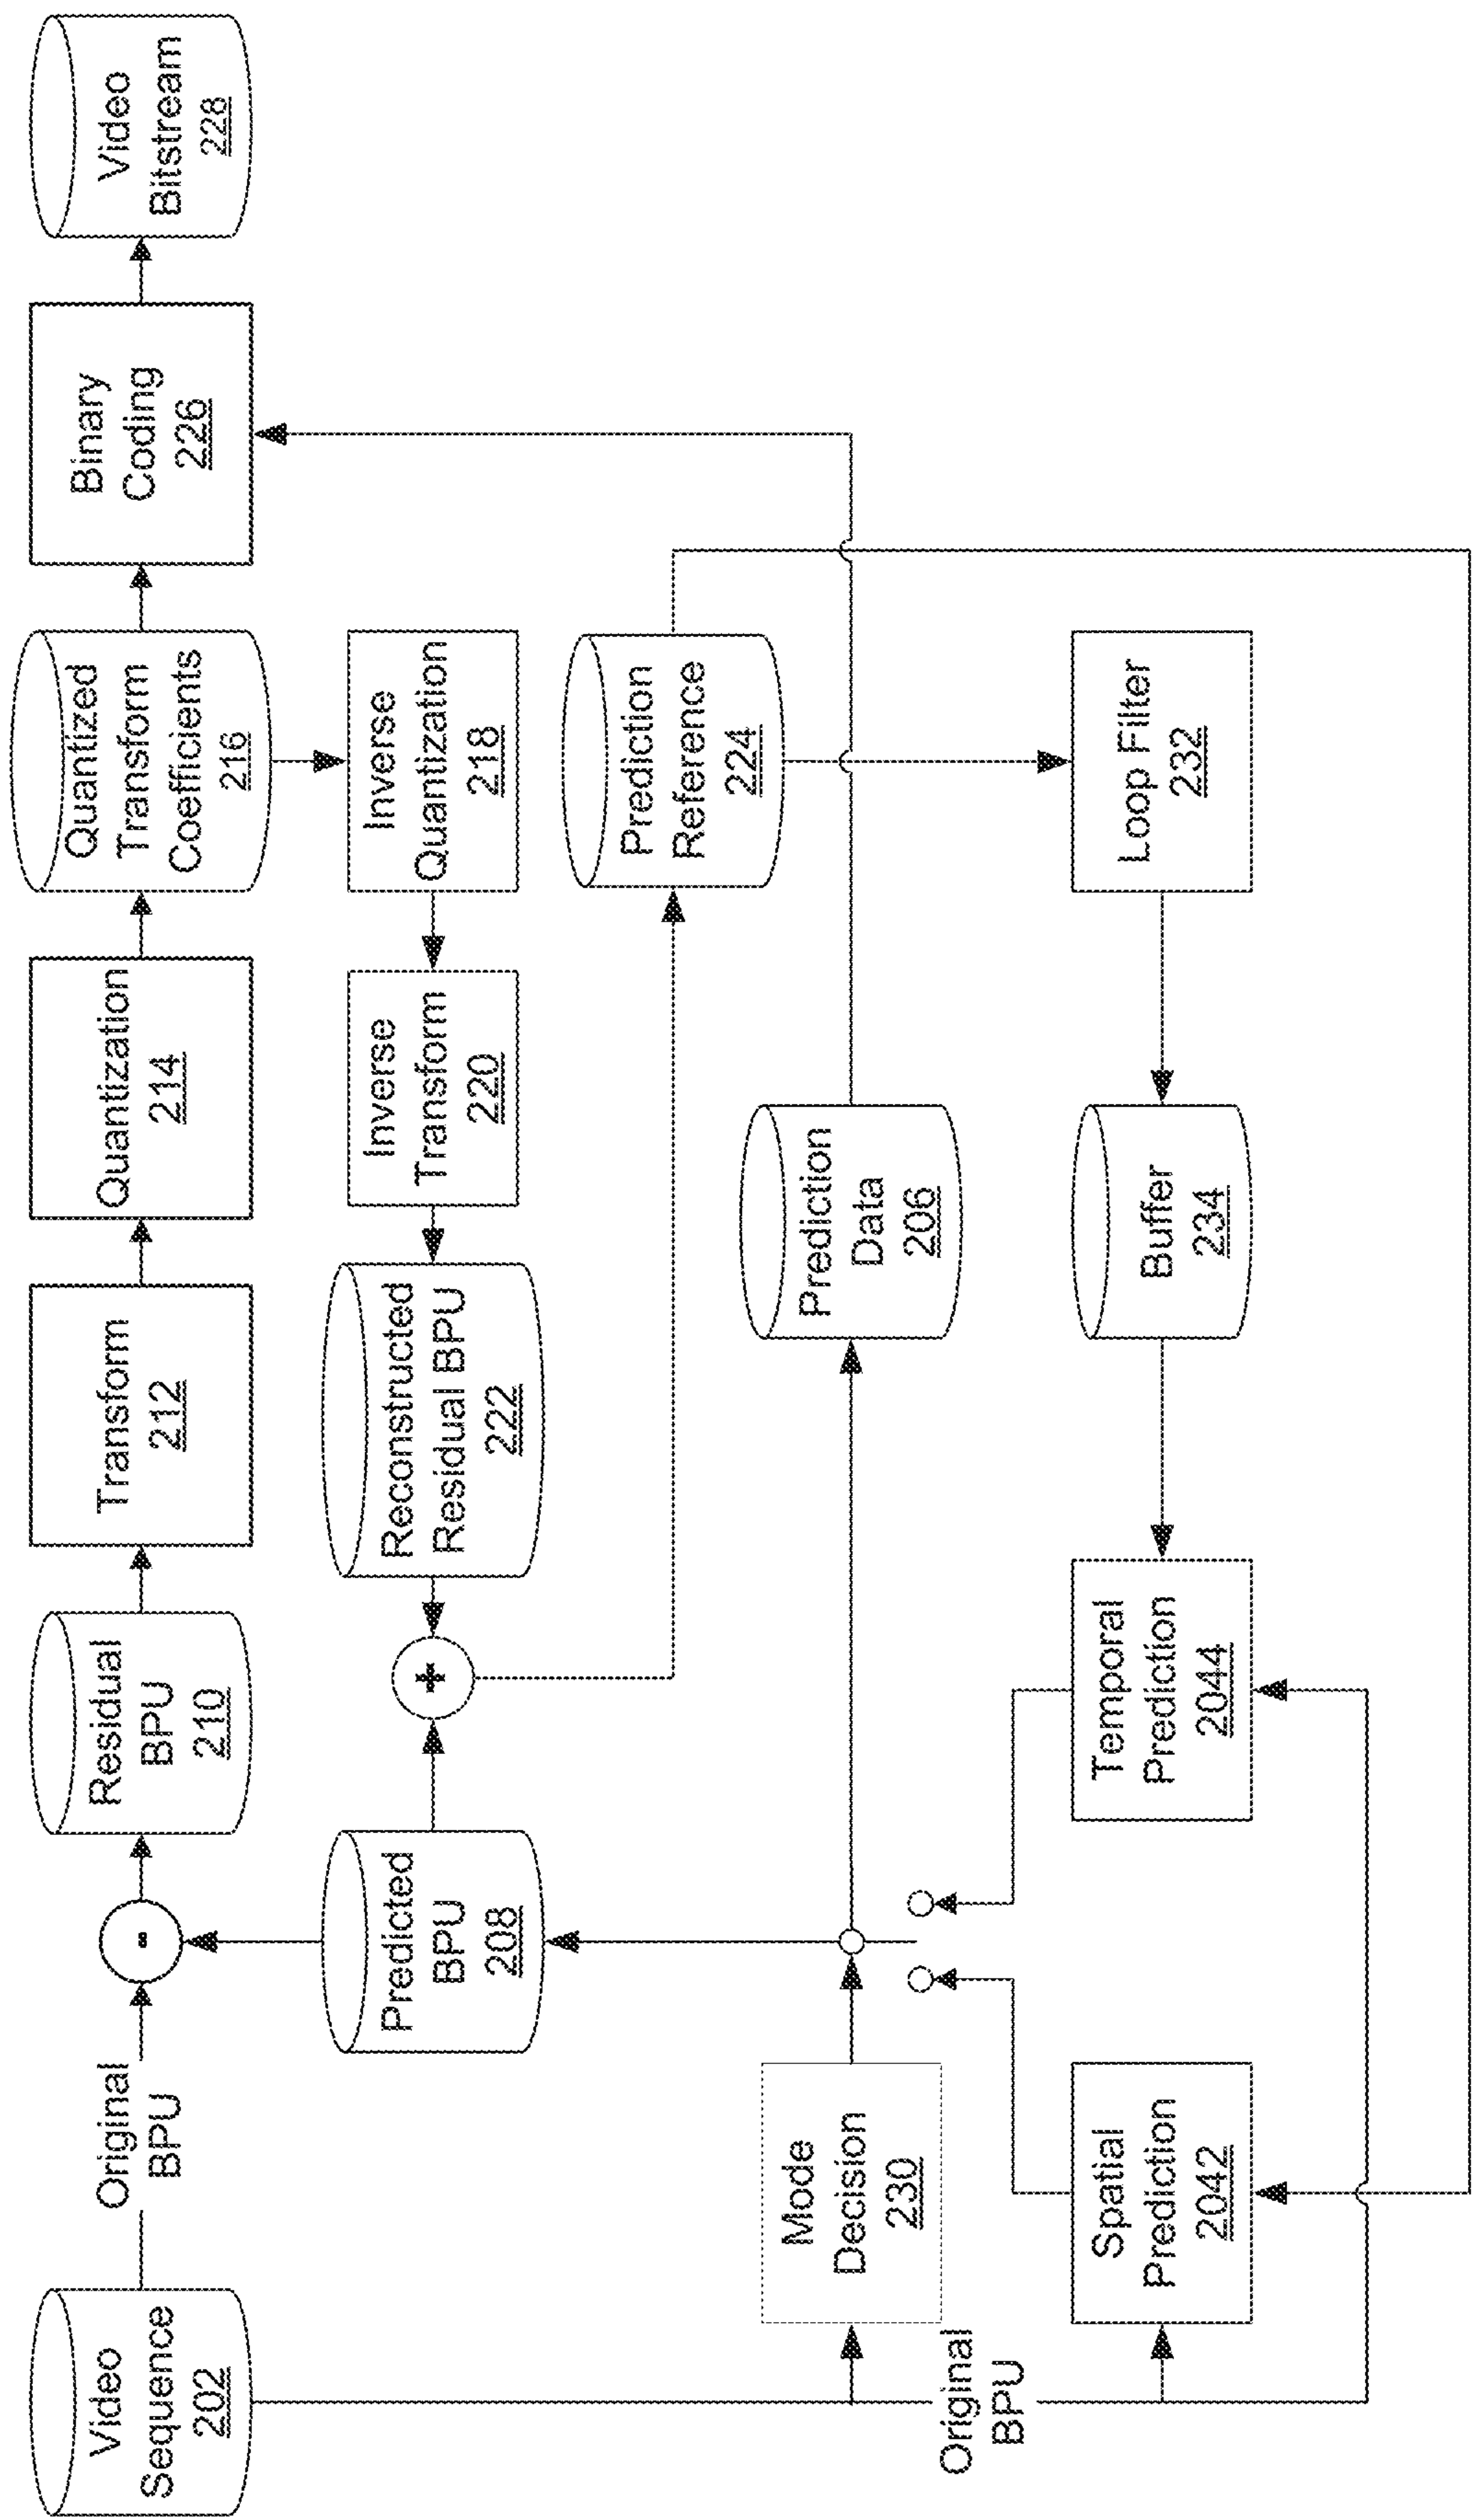 Video
Sequence
202
Original
BPU
Residual
BPU
210
Transform
212
Quantization
214
Quantized
Transform
Coefficients
216
Binary
Coding
226
Video
Bitstream
228
-
Predicted
BPU
208
+
Reconstructed
Residual BPU
222
Inverse
Transform
220
Inverse
Quantization
218
Prediction
Reference
224
Mode
Decision
230
Prediction
Data
206
Original
BPU
Spatial
Prediction
2042
Temporal
Prediction
2044
Buffer
234
Loop Filter
232